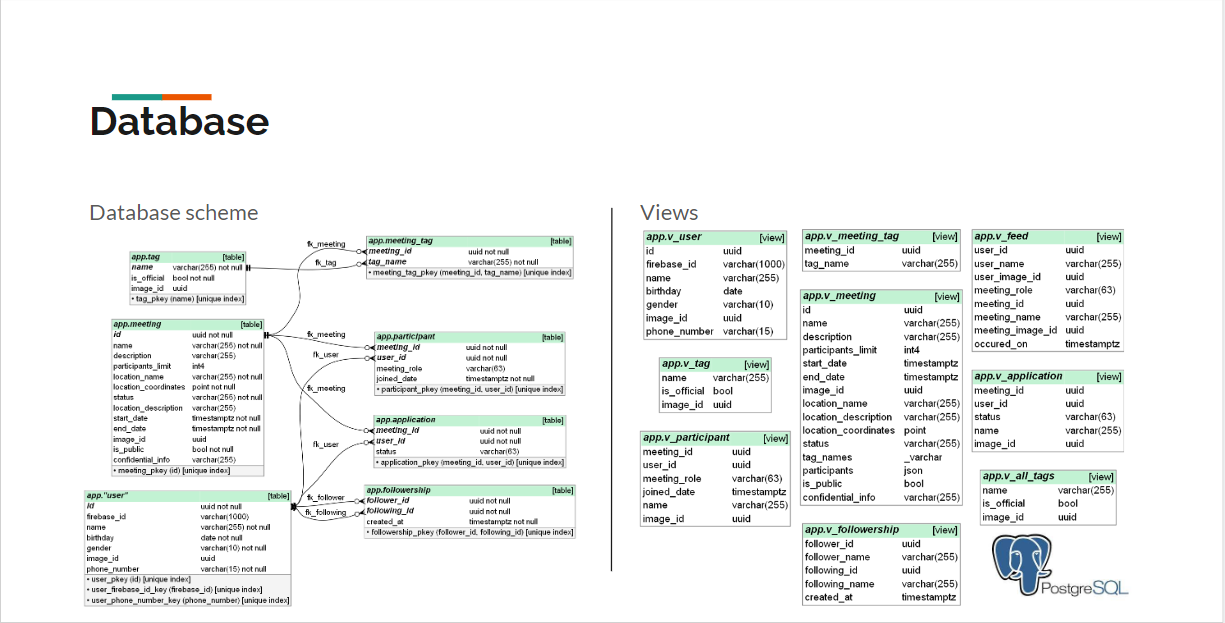 Database
Database scheme
app.tag [table]
name varchar(255) not null
is_official bool not null
image_id uuid
• tag_pkey (name) [unique index]
app.meeting [table]
id uuid not null
name varchar(255) not null
description varchar(255)
participants_limit int4
location_name varchar(255) not null
location_coordinates point not null
status varchar(255) not null
location_description varchar(255)
start_date timestamptz not null
end_date timestamptz not null
image_id uuid
is_public bool not null
confidential_info varchar(255)
• meeting_pkey (id) [unique index]
app."user" [table]
id uuid not null
firebase_id varchar(1000)
name varchar(255) not null
birthday date not null
gender varchar(10) not null
image_id uuid
phone_number varchar(15) not null
• user_pkey (id) [unique index]
• user_firebase_id_key (firebase_id) [unique index]
• user_phone_number_key (phone_number) [unique index]
fk_meeting
fk_tag
fk_meeting
fk_user
fk_meeting
fk_user
fk_follower
fk_following
app.meeting_tag [table]
meeting_id uuid not null
tag_name varchar(255) not null
• meeting_tag_pkey (meeting_id, tag_name) [unique index]
app.participant [table]
meeting_id uuid not null
user_id uuid not null
meeting_role varchar(63)
joined_date timestamptz not null
• participant_pkey (meeting_id, user_id) [unique index]
app.application [table]
meeting_id uuid not null
user_id uuid not null
status varchar(63)
• application_pkey (meeting_id, user_id) [unique index]
app.followership [table]
follower_id uuid not null
following_id uuid not null
created_at timestamptz not null
• followership_pkey (follower_id, following_id) [unique index]
Views
app.v_user [view]
id uuid
firebase_id varchar(1000)
name varchar(255)
birthday date
gender varchar(10)
image_id uuid
phone_number varchar(15)
app.v_tag [view]
name varchar(255)
is_official bool
image_id uuid
app.v_participant [view]
meeting_id uuid
user_id uuid
meeting_role varchar(63)
joined_date timestamptz
name varchar(255)
image_id uuid
app.v_meeting_tag [view]
meeting_id uuid
tag_name varchar(255)
app.v_meeting [view]
id uuid
name varchar(255)
description varchar(255)
participants_limit int4
start_date timestamptz
end_date timestamptz
image_id uuid
location_name varchar(255)
location_description varchar(255)
location_coordinates point
status varchar(255)
tag_names _varchar
participants json
is_public bool
confidential_info varchar(255)
app.v_followership [view]
follower_id uuid
follower_name varchar(255)
following_id uuid
following_name varchar(255)
created_at timestamptz
app.v_feed [view]
user_id uuid
user_name varchar(255)
user_image_id uuid
meeting_role varchar(63)
meeting_id uuid
meeting_name varchar(255)
meeting_image_id uuid
occured_on timestamptz
app.v_application [view]
meeting_id uuid
user_id uuid
status varchar(63)
name varchar(255)
image_id uuid
app.v_all_tags [view]
name varchar(255)
is_official bool
image_id uuid
PostgreSQL